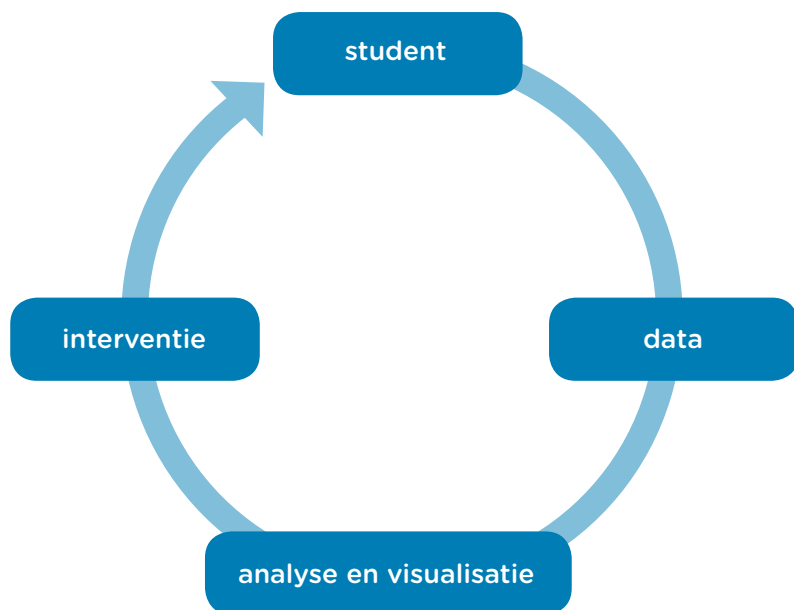 student
data
analyse en visualisatie
interventie